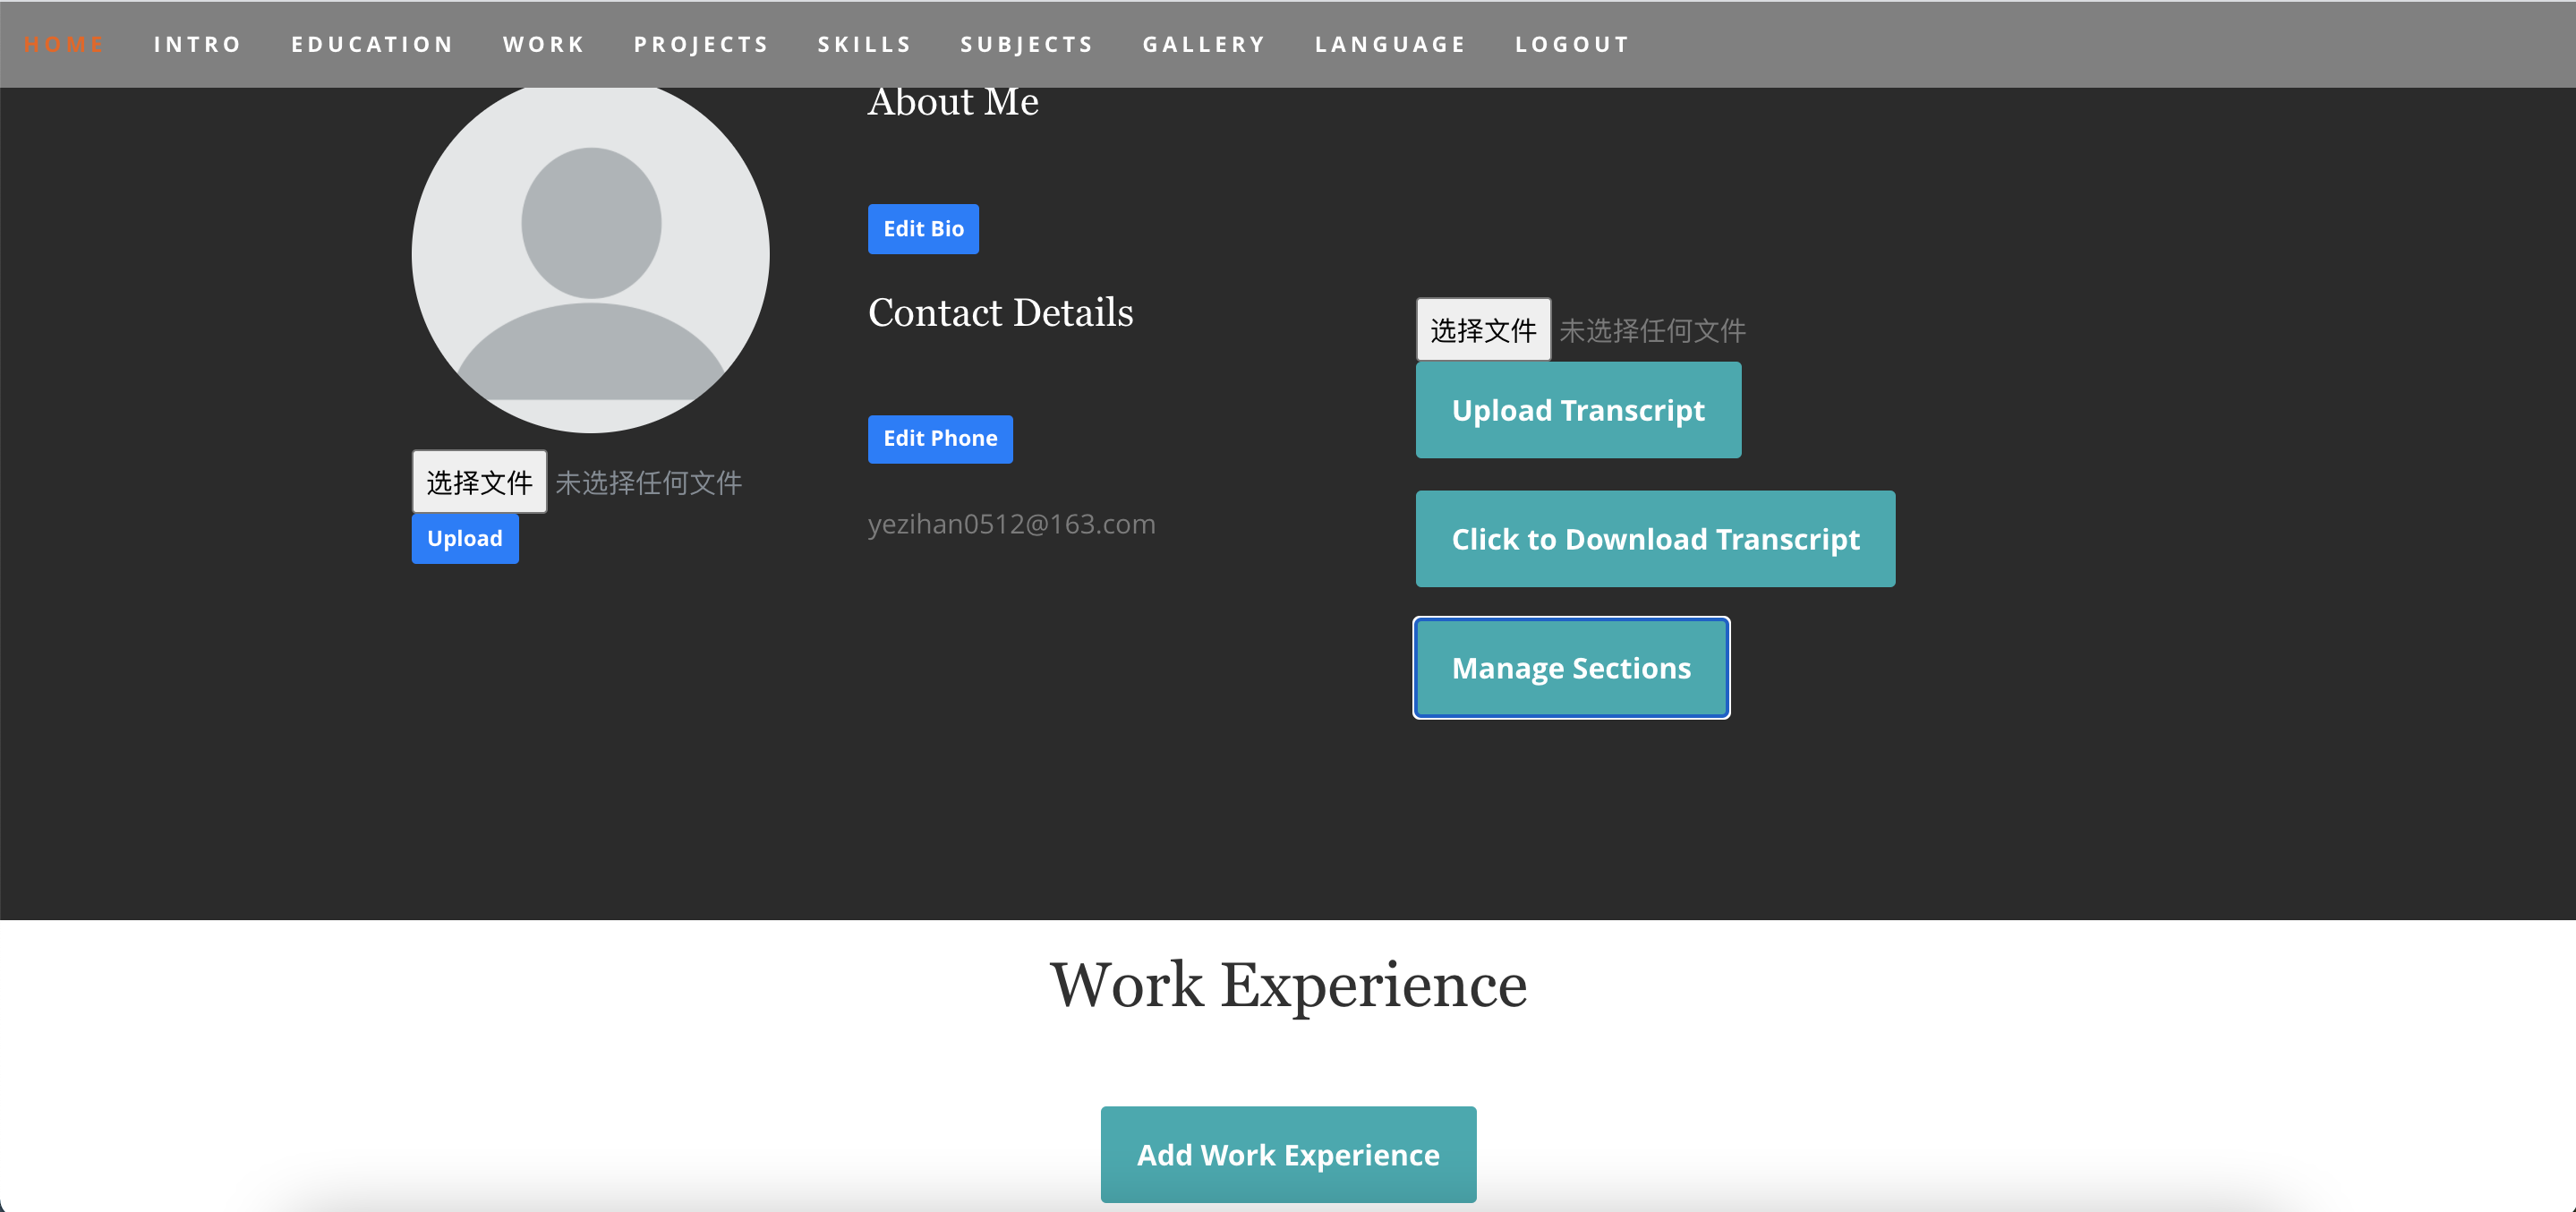 HOME INTRO EDUCATION WORK PROJECTS SKILLS SUBJECTS GALLERY LANGUAGE LOGOUT
About Me
Edit Bio
Contact Details
Edit Phone
yezihan0512@163.com
选择文件 未选择任何文件
Upload
选择文件 未选择任何文件
Upload Transcript
Click to Download Transcript
Manage Sections
Work Experience
Add Work Experience